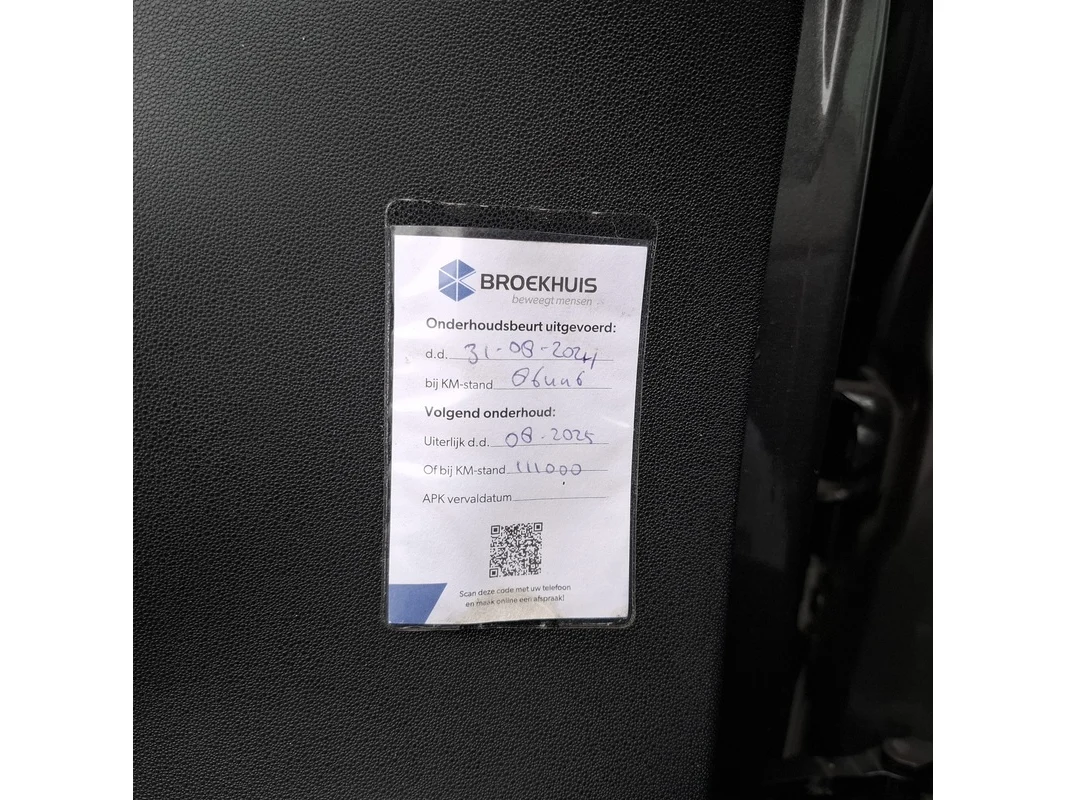 BROEKHUIS
beweegt mensen
Onderhoudsbeurt uitgevoerd:
d.d. 31-08-2024
bij KM-stand 86446
Volgend onderhoud:
Uiterlijk d.d. 08-2025
Of bij KM-stand 111000
APK vervaldatum
Scan deze code met uw telefoon
en maak online een afspraak!